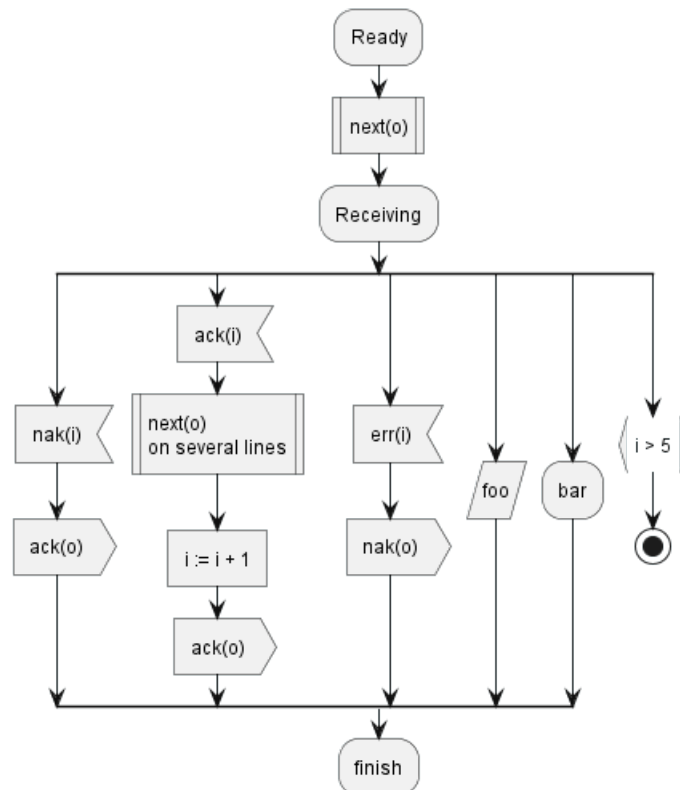 Ready
next(o)
Receiving
ack(i)
nak(i)
next(o)
on several lines
err(i)
i > 5
foo
bar
ack(o)
i := i + 1
nak(o)
ack(o)
finish